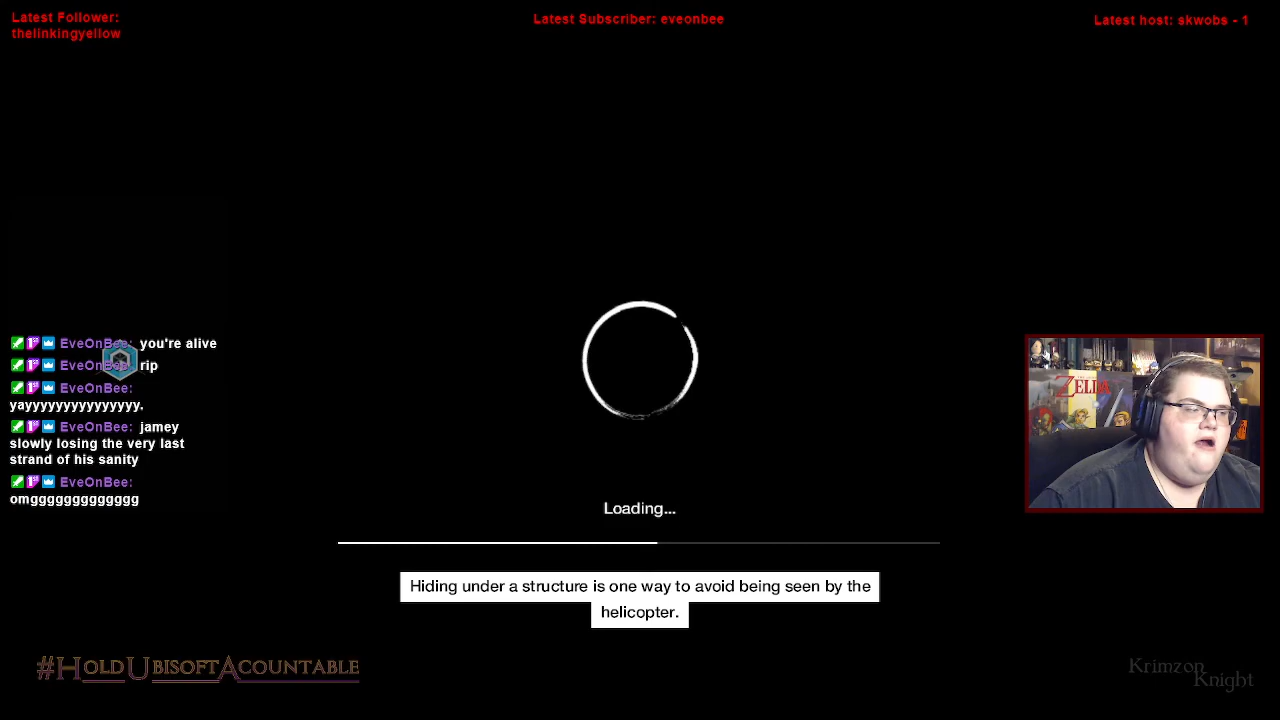 Latest Follower:
thelinkingyellow
Latest Subscriber: eveonbee
Latest host: skwobs - 1
EveOnBee: you're alive
EveOnBee: rip
EveOnBee:
yayyyyyyyyyyyyyy.
EveOnBee: jamey
slowly losing the very last
strand of his sanity
EveOnBee:
omggggggggggggg
ZELDA
Loading...
Hiding under a structure is one way to avoid being seen by the
helicopter.
#HoldUbisoftAcountable
Krimzon
Knight